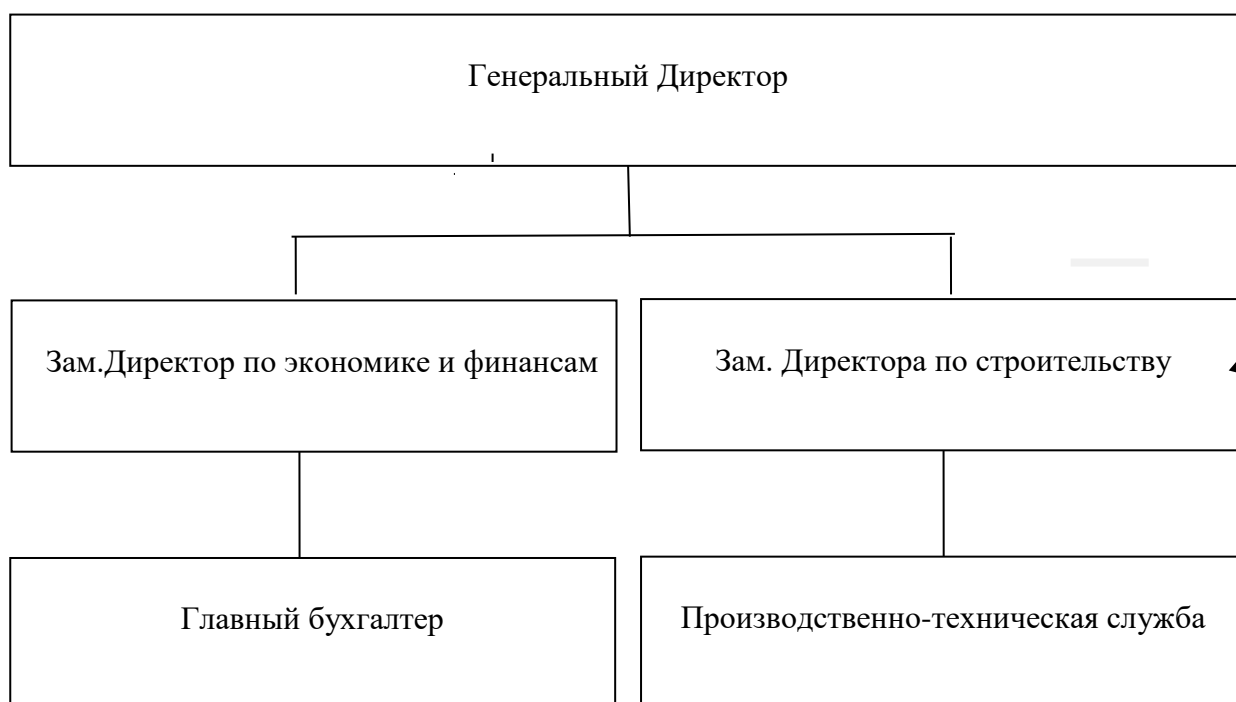 Генеральный Директор
Зам.Директор по экономике и финансам
Зам. Директора по строительству
Главный бухгалтер
Производственно-техническая служба